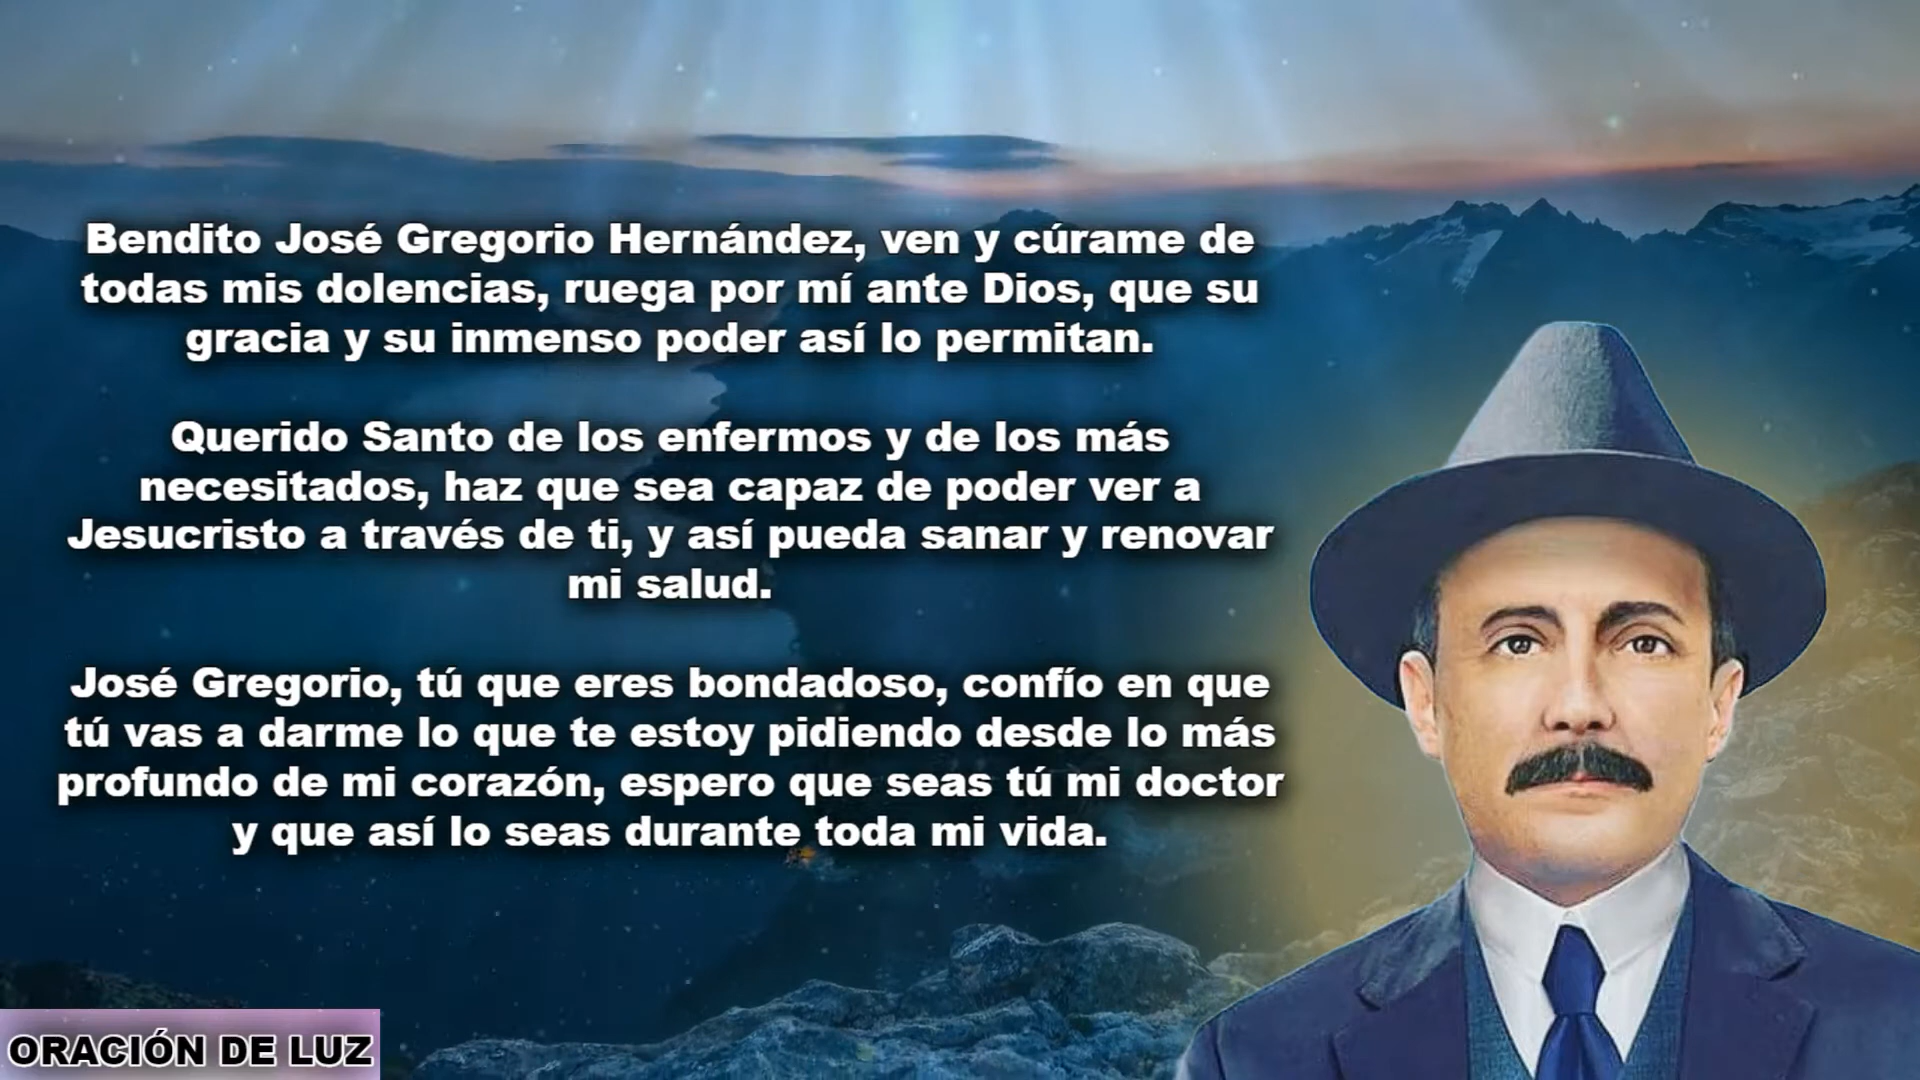 Bendito José Gregorio Hernández, ven y cúrame de
todas mis dolencias, ruega por mí ante Dios, que su
gracia y su inmenso poder así lo permitan.
Querido Santo de los enfermos y de los más
necesitados, haz que sea capaz de poder ver a
Jesucristo a través de ti, y así pueda sanar y renovar
mi salud.
José Gregorio, tú que eres bondadoso, confío en que
tú vas a darme lo que te estoy pidiendo desde lo más
profundo de mi corazón, espero que seas tú mi doctor
y que así lo seas durante toda mi vida.
ORACIÓN DE LUZ